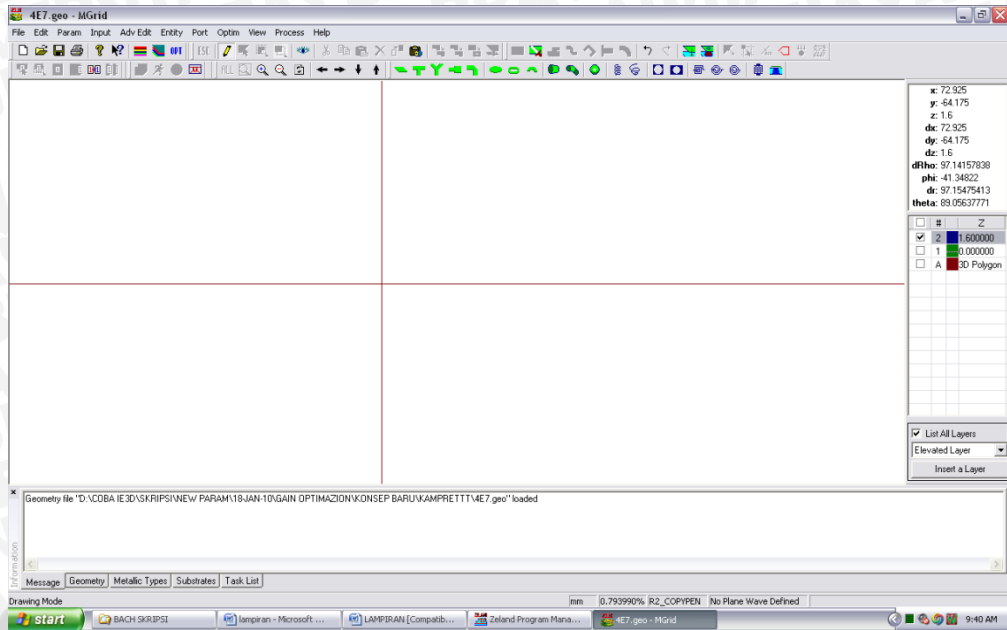 4E7.geo - MGrid
File Edit Param Input Adv Edit Entity Port Optim View Process Help
OPT ESC
ALL
x: 72.925
y: -64.175
z: 1.6
dx: 72.925
dy: -64.175
dz: 1.6
dRho: 97.14157838
phi: -41.34822
dr: 97.15475413
theta: 89.05637771
# Z
2 1.600000
1 0.000000
A 3D Polygon
List All Layers
Elevated Layer
Insert a Layer
Geometry file "D:\COBA IE3D\SKRIPSI\NEW PARAM\18-JAN-10\GAIN OPTIMAZION\KONSEP BARU\KAMPRETTT\4E7.geo" loaded
Information
Message Geometry Metallic Types Substrates Task List
Drawing Mode mm 0.793990% R2_COPYPEN No Plane Wave Defined
start BACH SKRIPSI lampiran - Microsoft ... LAMPIRAN [Compatib... Zeland Program Mana... 4E7.geo - MGrid 9:40 AM